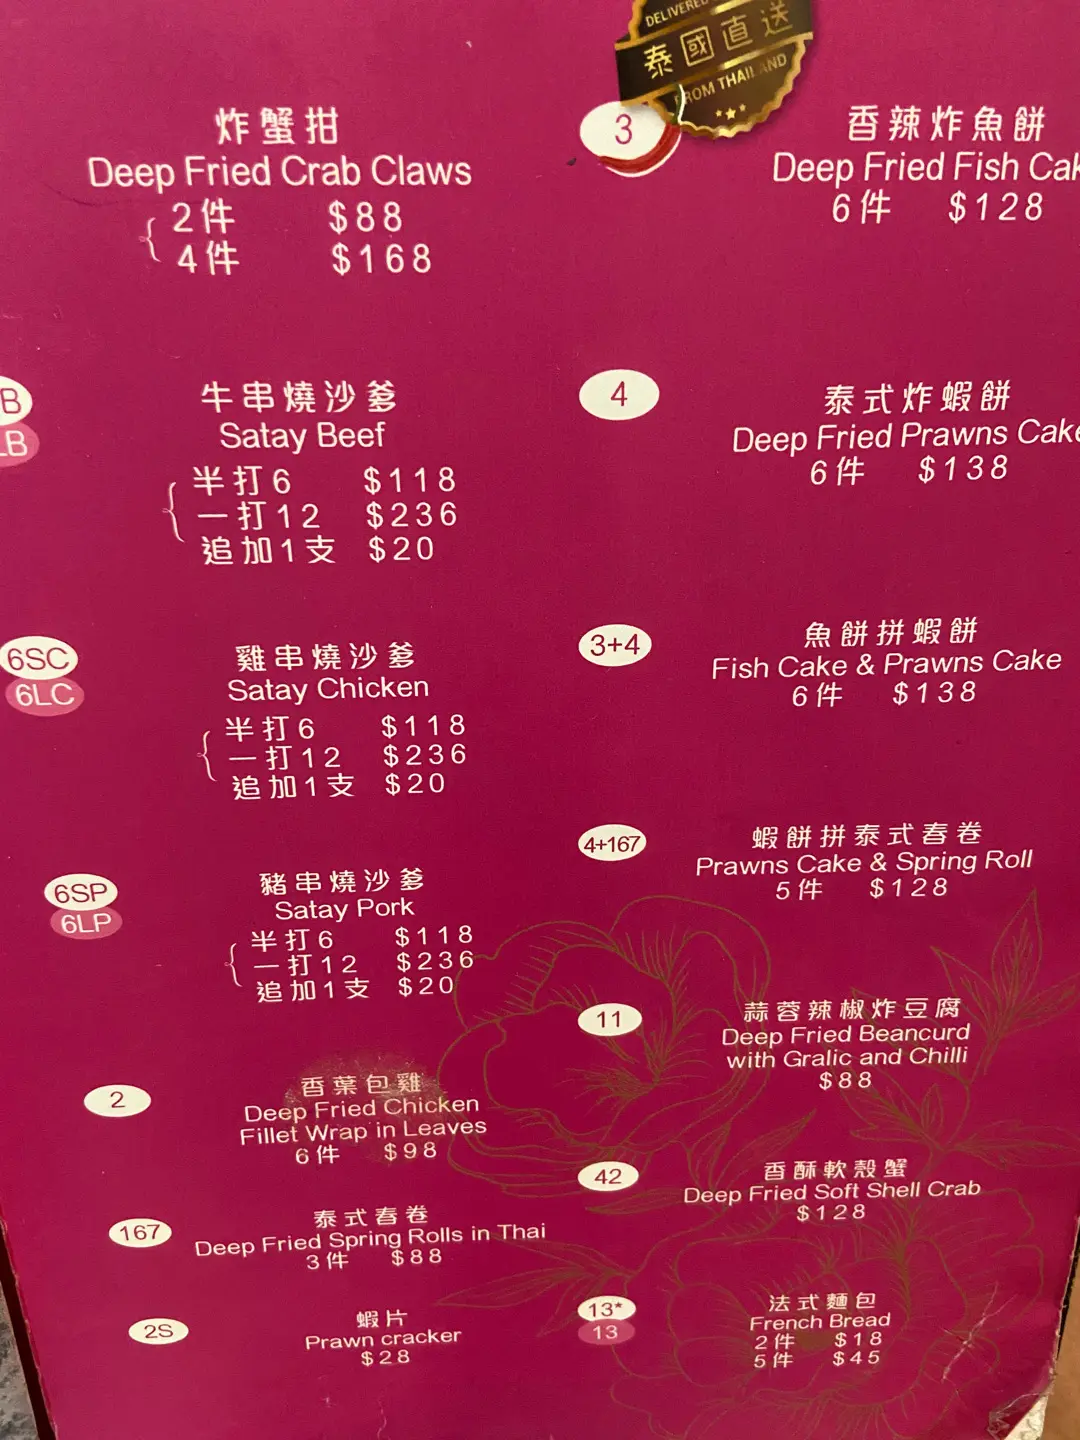 炸蟹拑
Deep Fried Crab Claws
2件 $88
4件 $168
B
LB
牛串燒沙爹
Satay Beef
半打6 $118
一打12 $236
追加1支 $20
6SC
6LC
雞串燒沙爹
Satay Chicken
半打6 $118
一打12 $236
追加1支 $20
6SP
6LP
豬串燒沙爹
Satay Pork
半打6 $118
一打12 $236
追加1支 $20
2
香葉包雞
Deep Fried Chicken
Fillet Wrap in Leaves
6件 $98
167
泰式春卷
Deep Fried Spring Rolls in Thai
3件 $88
2S
蝦片
Prawn cracker
$28
DELIVERED
泰國直送
FROM THAILAND
3
香辣炸魚餅
Deep Fried Fish Cak
6件 $128
4
泰式炸蝦餅
Deep Fried Prawns Cake
6件 $138
3+4
魚餅拼蝦餅
Fish Cake & Prawns Cake
6件 $138
4+167
蝦餅拼泰式春卷
Prawns Cake & Spring Roll
5件 $128
11
蒜蓉辣椒炸豆腐
Deep Fried Beancurd
with Gralic and Chilli
$88
42
香酥軟殼蟹
Deep Fried Soft Shell Crab
$128
13*
13
法式麵包
French Bread
2件 $18
5件 $45